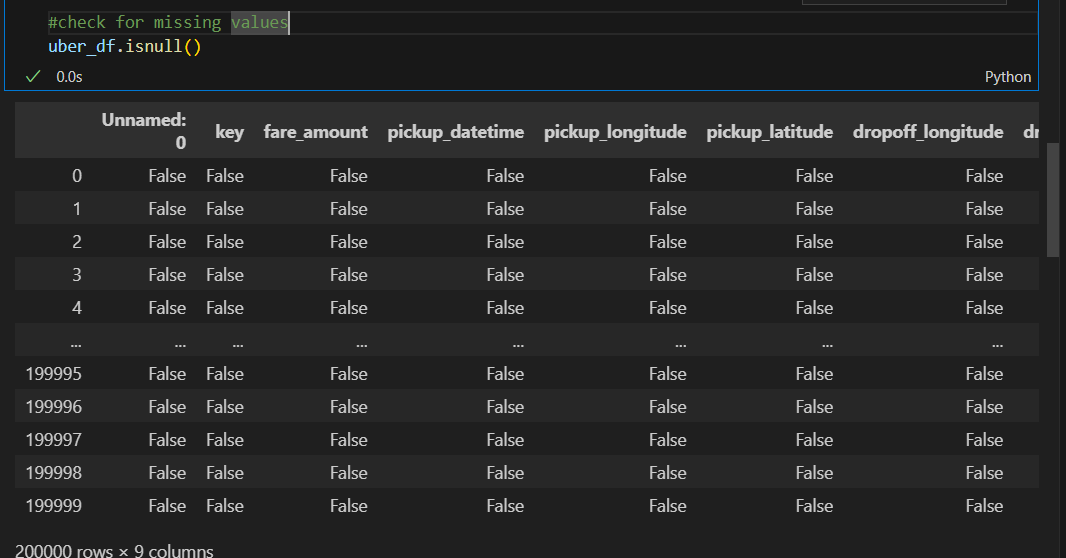 #check for missing values
uber_df.isnull()
0.0s Python
Unnamed: 0 key fare_amount pickup_datetime pickup_longitude pickup_latitude dropoff_longitude
0 False False False False False False False
1 False False False False False False False
2 False False False False False False False
3 False False False False False False False
4 False False False False False False False
... ... ... ... ... ... ... ...
199995 False False False False False False False
199996 False False False False False False False
199997 False False False False False False False
199998 False False False False False False False
199999 False False False False False False False
200000 rows × 9 columns